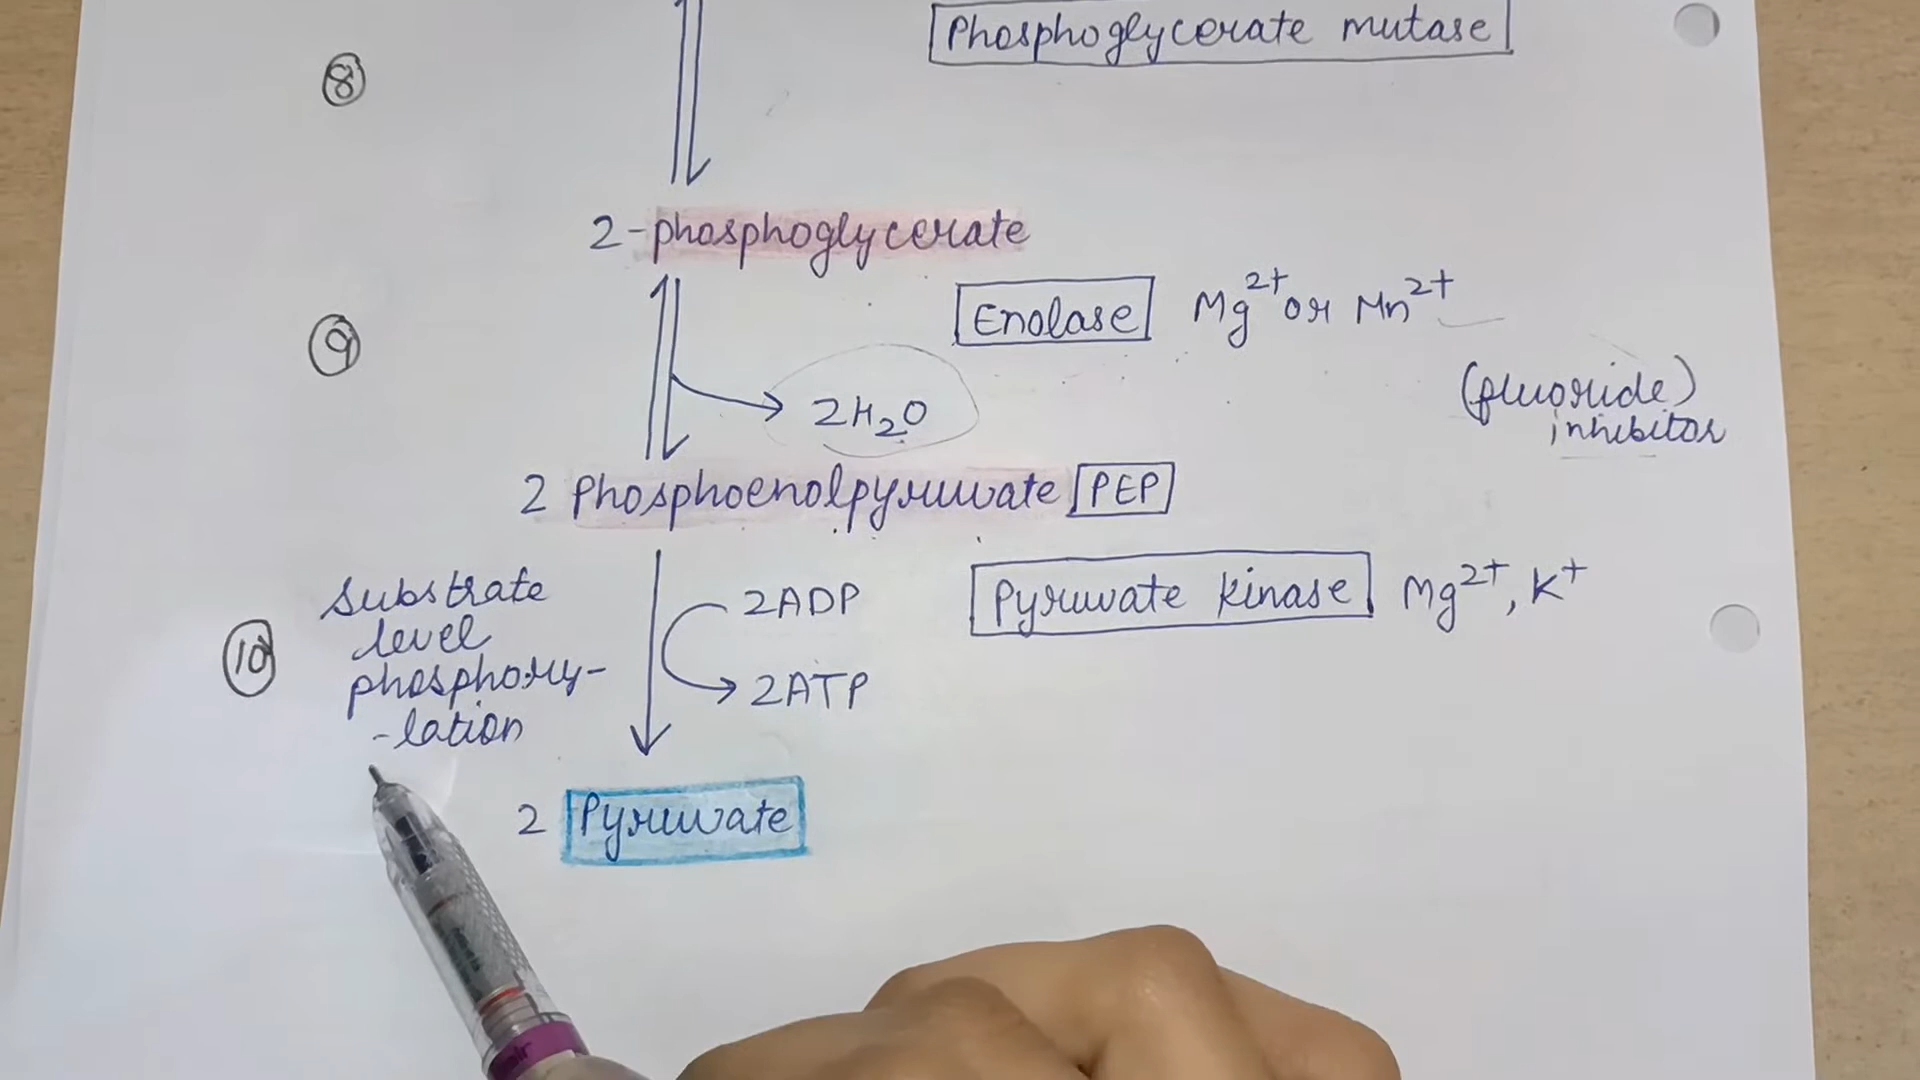 Phosphoglycerate mutase
8
2-phosphoglycerate
Enolase Mg2+ or Mn2+
9
(fluoride)
inhibitor
2H2O
2 Phosphoenolpyruvate PEP
Substrate
level
phosphory-
-lation
10
2ADP
Pyruvate kinase Mg2+, K+
2ATP
2 Pyruvate